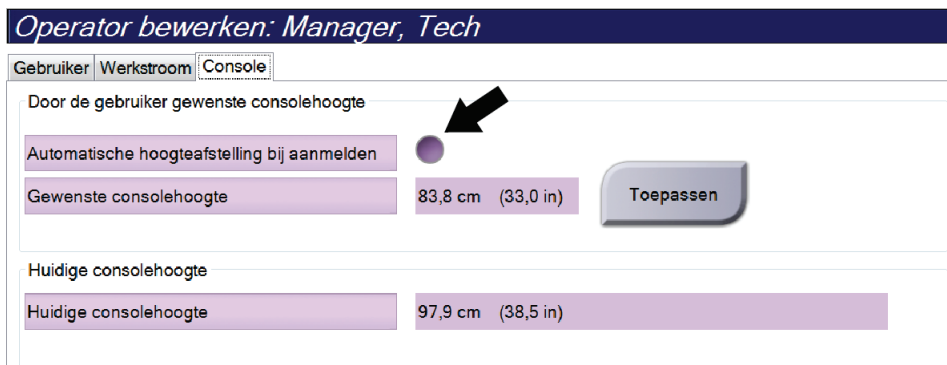 Operator bewerken: Manager, Tech
Gebruiker Werkstroom Console
Door de gebruiker gewenste consolehoogte
Automatische hoogteafstelling bij aanmelden
Gewenste consolehoogte 83,8 cm (33,0 in) Toepassen
Huidige consolehoogte
Huidige consolehoogte 97,9 cm (38,5 in)